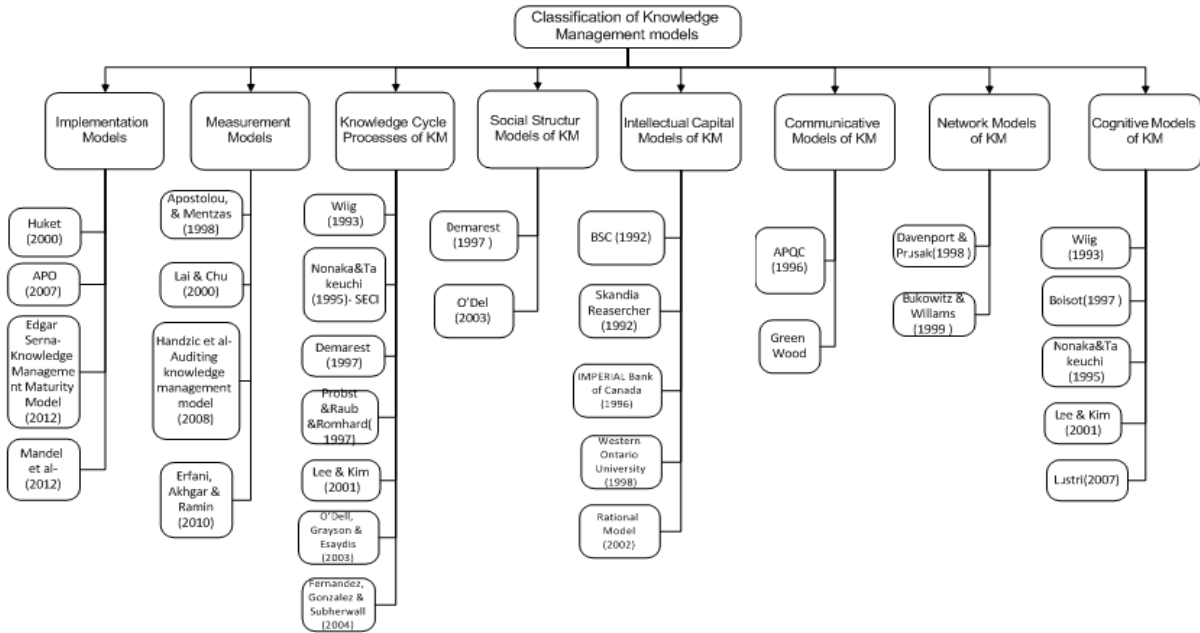 Classification of Knowledge
Management models
Implementation
Models
Measurement
Models
Knowledge Cycle
Processes of KM
Social Structur
Models of KM
Intellectual Capital
Models of KM
Communicative
Models of KM
Network Models
of KM
Cognitive Models
of KM
Huket
(2000)
APO
(2007)
Edgar
Serna-
Knowledge
Manageme
nt Maturity
Model
(2012)
Mandel
et al-
(2012)
Apostolou,
& Mentzas
(1998)
Lai & Chu
(2000)
Handzic et al-
Auditing
knowledge
management
model
(2008)
Erfani,
Akhgar &
Ramin
(2010)
Wiig
(1993)
Nonaka&Ta
keuchi
(1995)- SECI
Demarest
(1997)
Probst
&Raub
&Romhard(
1997)
Lee & Kim
(2001)
O'Dell,
Grayson &
Esaydis
(2003)
Fernandez,
Gonzalez &
Subherwall
(2004)
Demarest
(1997 )
O'Del
(2003)
BSC (1992)
Skandia
Reasercher
(1992)
IMPERIAL Bank
of Canada
(1996)
Western
Ontario
University
(1998)
Rational
Model
(2002)
APQC
(1996)
Green
Wood
Davenport &
Prusak(1998 )
Bukowitz &
Willams
(1999 )
Wiig
(1993)
Boisot(1997 )
Nonaka&Ta
keuchi
(1995)
Lee & Kim
(2001)
Lustri(2007)